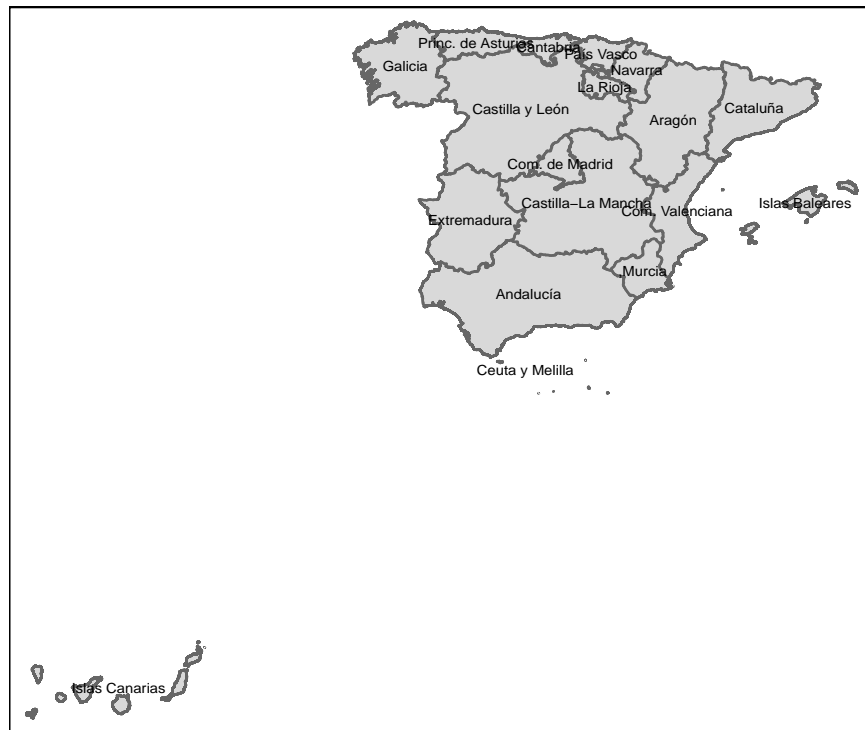 Princ. de Asturias
Cantabria
País Vasco
Galicia
Navarra
La Rioja
Castilla y León
Cataluña
Aragón
Com. de Madrid
Castilla−La Mancha
Islas Baleares
Com. Valenciana
Extremadura
Murcia
Andalucía
Ceuta y Melilla
Islas Canarias